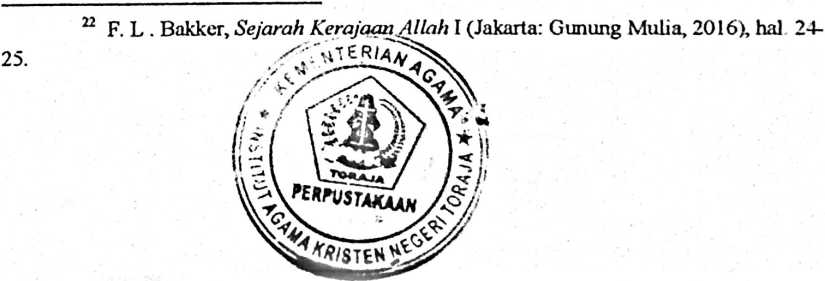 22 F. L . Bakker, Sejarah Kerajaan Allah I (Jakarta: Gunung Mulia, 2016), hal. 24-
25.
KEMENTERIAN AGAMA
TORAJA
PERPUSTAKAAN
INSTITUT AGAMA KRISTEN NEGERI TORAJA